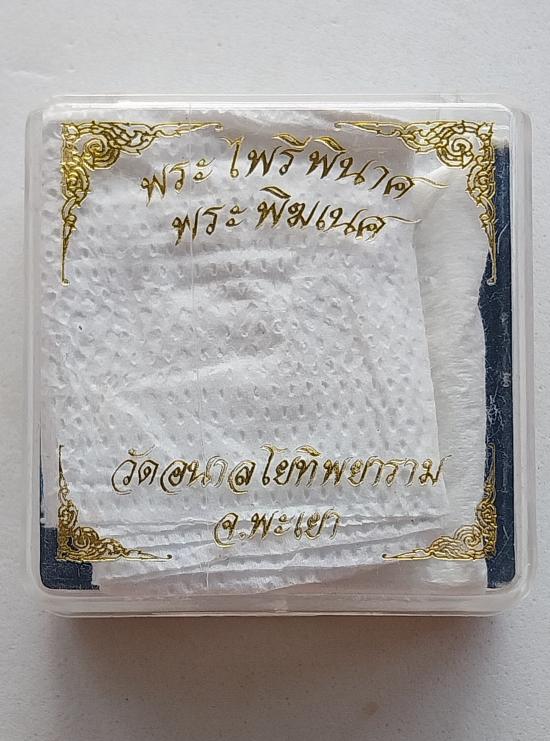 พระไพรีพินาศ
พระพิฆเนศ
วัดอนาลโยทิพยาราม
จ.พะเยา